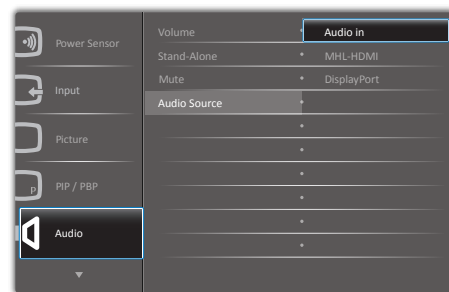 Power Sensor
Input
Picture
P
PIP / PBP
Audio
Volume
Stand-Alone
Mute
Audio Source
Audio in
MHL-HDMI
DisplayPort